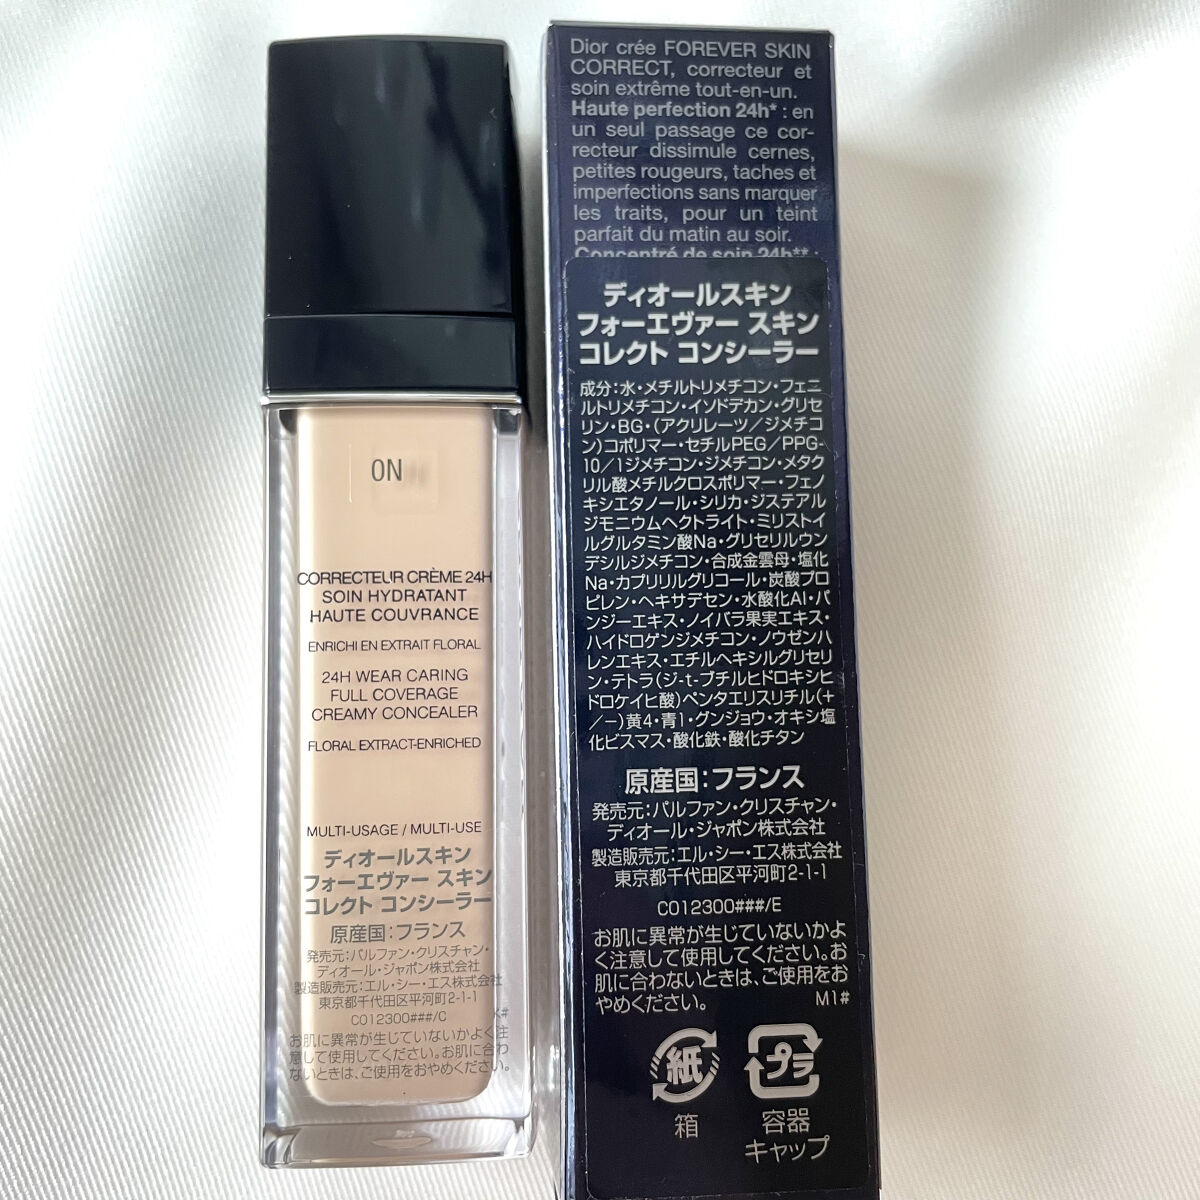 0N
CORRECTEUR CRÈME 24H
SOIN HYDRATANT
HAUTE COUVRANCE
ENRICHI EN EXTRAIT FLORAL
24H WEAR CARING
FULL COVERAGE
CREAMY CONCEALER
FLORAL EXTRACT-ENRICHED
MULTI-USAGE / MULTI-USE
ディオールスキン
フォーエヴァー スキン
コレクト コンシーラー
原産国：フランス
発売元：パルファン・クリスチャン・
ディオール・ジャポン株式会社
製造販売元：エル・シー・エス株式会社
東京都千代田区平河町2-1-1
C012300###/C
お肌に異常が生じていないかよく注
意して使用してください。お肌に合わ
ないときは、ご使用をおやめください。
Dior crée FOREVER SKIN
CORRECT, correcteur et
soin extrême tout-en-un.
Haute perfection 24h* : en
un seul passage ce cor-
recteur dissimule cernes,
petites rougeurs, taches et
imperfections sans marquer
les traits, pour un teint
parfait du matin au soir.
Concentré de soin 24h** :
ディオールスキン
フォーエヴァー スキン
コレクト コンシーラー
成分：水・メチルトリメチコン・フェニ
ルトリメチコン・イソドデカン・グリセ
リン・BG・（アクリレーツ／ジメチコ
ン）コポリマー・セチルPEG／PPG-
10／1ジメチコン・ジメチコン・メタク
リル酸メチルクロスポリマー・フェノ
キシエタノール・シリカ・ジステアル
ジモニウムヘクトライト・ミリストイ
ルグルタミン酸Na・グリセリルウン
デシルジメチコン・合成金雲母・塩化
Na・カプリリルグリコール・炭酸プロ
ピレン・ヘキサデセン・水酸化Al・パ
ンジーエキス・ノイバラ果実エキス・
ハイドロゲンジメチコン・ノウゼンハ
レンエキス・エチルヘキシルグリセリ
ン・テトラ（ジ-t-ブチルヒドロキシヒ
ドロケイヒ酸）ペンタエリスリチル（＋
／－）黄4・青1・グンジョウ・オキシ塩
化ビスマス・酸化鉄・酸化チタン
原産国：フランス
発売元：パルファン・クリスチャン・
ディオール・ジャポン株式会社
製造販売元：エル・シー・エス株式会社
東京都千代田区平河町2-1-1
C012300###/E
お肌に異常が生じていないかよ
く注意して使用してください。お
肌に合わないときは、ご使用をお
やめください。 M1#
紙
箱
プラ
容器
キャップ